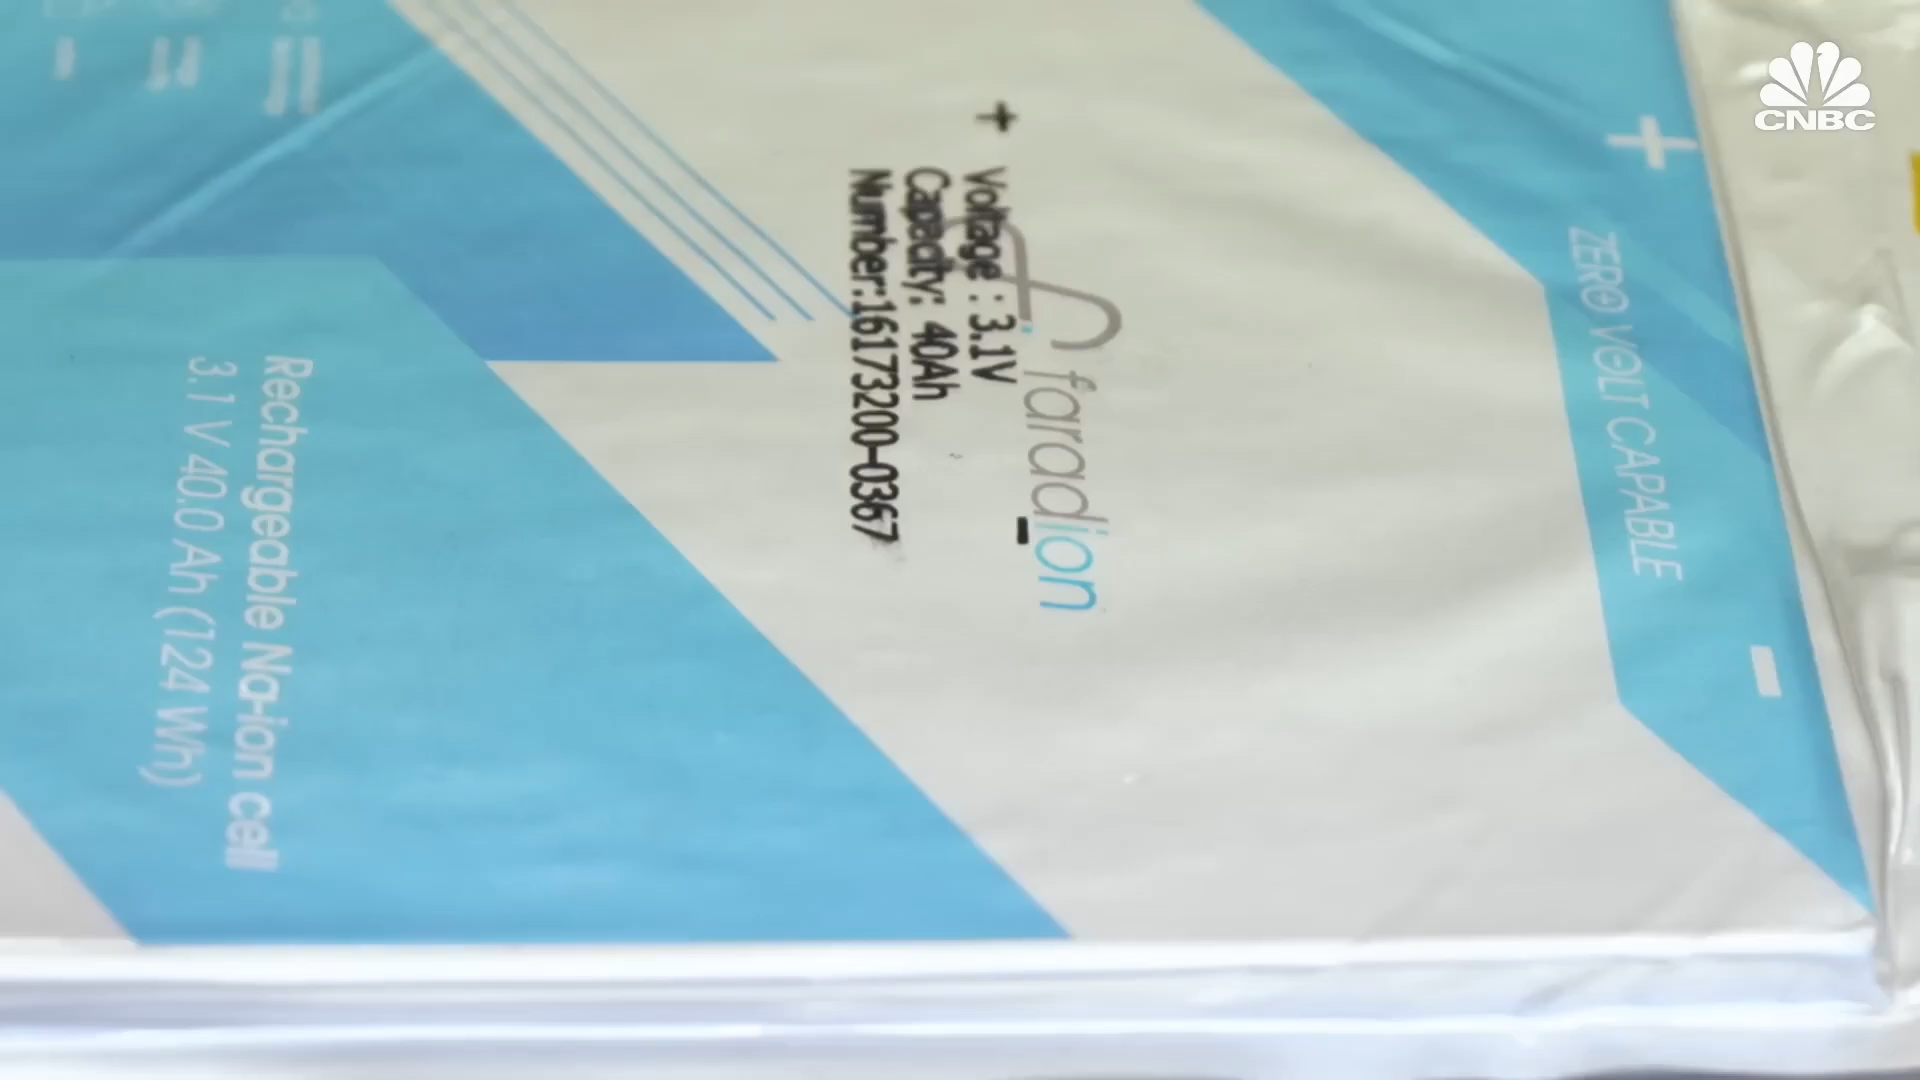 CNBC
+
-
ZERO VOLT CAPABLE
faradion
+
-
Voltage : 3.1V
Capacity: 40Ah
Number:16173200-0367
Rechargeable Na-ion cell
3.1 V 40.0 Ah (124 Wh)